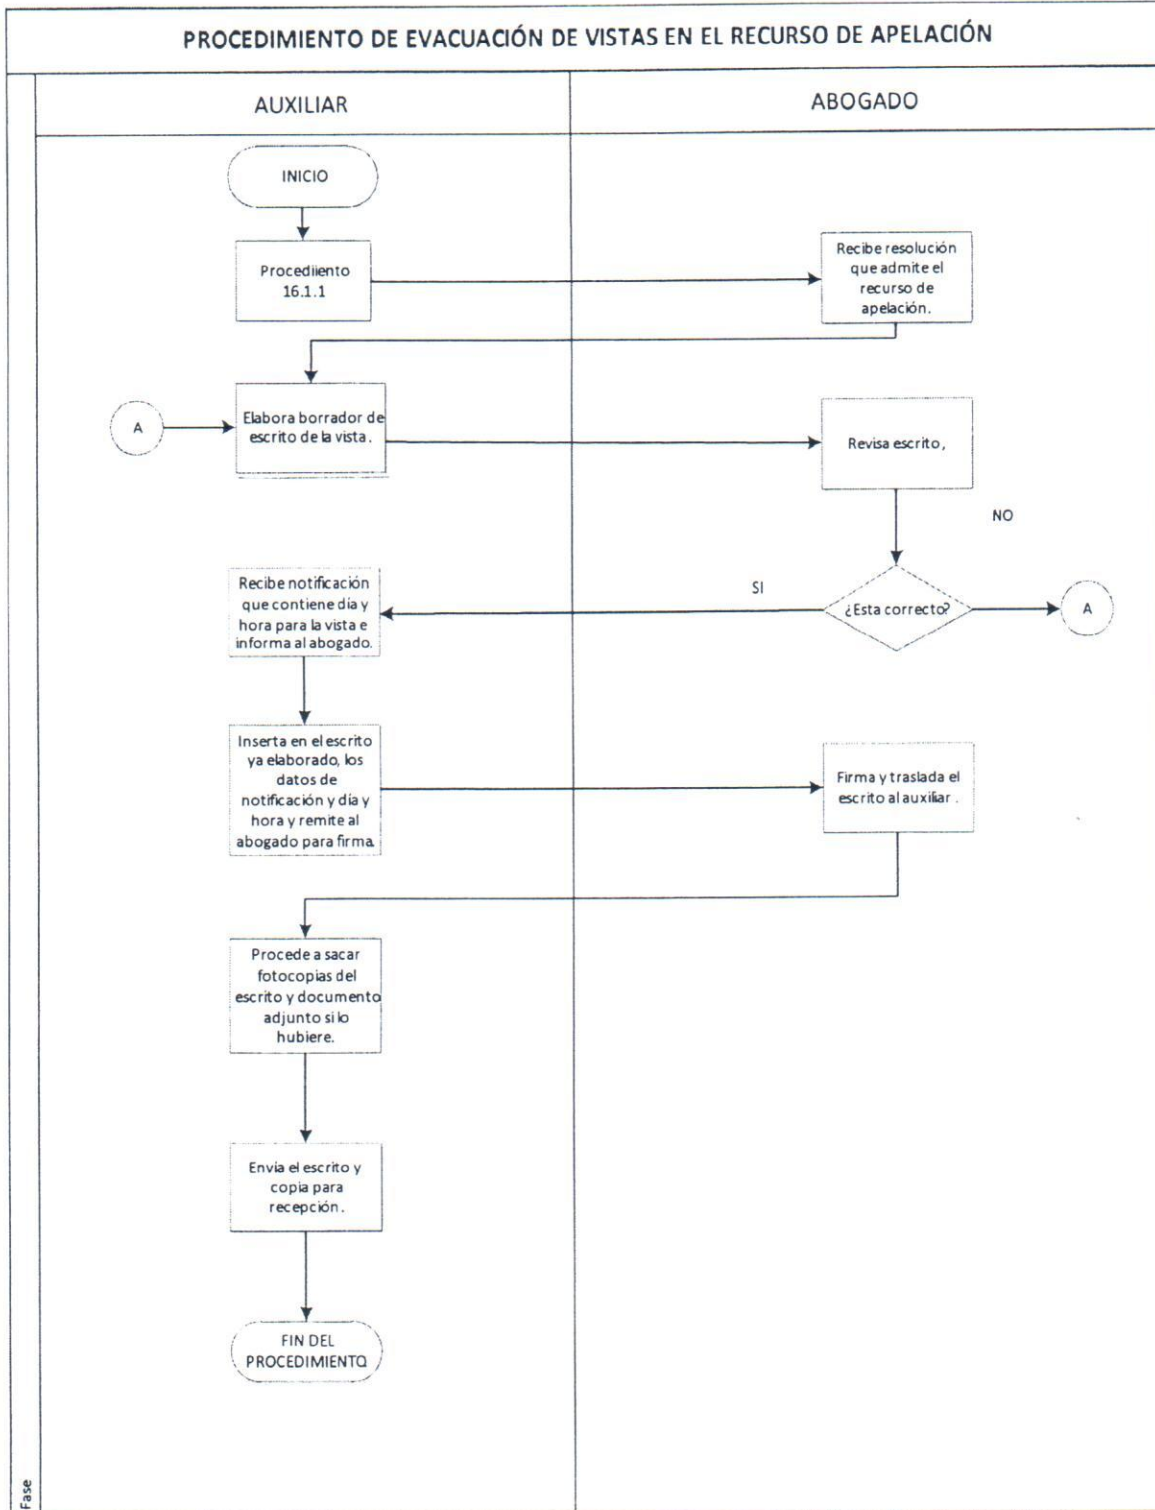 PROCEDIMIENTO DE EVACUACIÓN DE VISTAS EN EL RECURSO DE APELACIÓN
AUXILIAR
ABOGADO
INICIO
Procediiento
16.1.1
Recibe resolución
que admite el
recurso de
apelación.
A
Elabora borrador de
escrito de la vista.
Revisa escrito,
NO
SI
¿Esta correcto?
A
Recibe notificación
que contiene día y
hora para la vista e
informa al abogado.
Inserta en el escrito
ya elaborado, los
datos de
notificación y día y
hora y remite al
abogado para firma.
Firma y traslada el
escrito al auxiliar.
Procede a sacar
fotocopias del
escrito y documento
adjunto si lo
hubiere.
Envía el escrito y
copia para
recepción.
FIN DEL
PROCEDIMIENTO
Fase